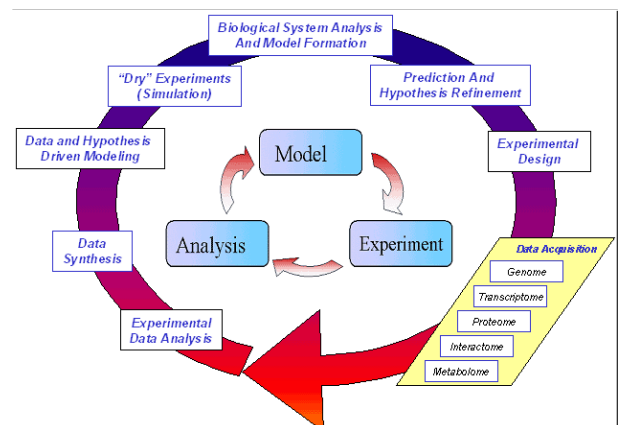 Biological System Analysis
And Model Formation
“Dry” Experiments
(Simulation)
Prediction And
Hypothesis Refinement
Data and Hypothesis
Driven Modeling
Experimental
Design
Model
Analysis
Experiment
Data
Synthesis
Data Acquisition
Genome
Transcriptome
Proteome
Interactome
Metabolome
Experimental
Data Analysis